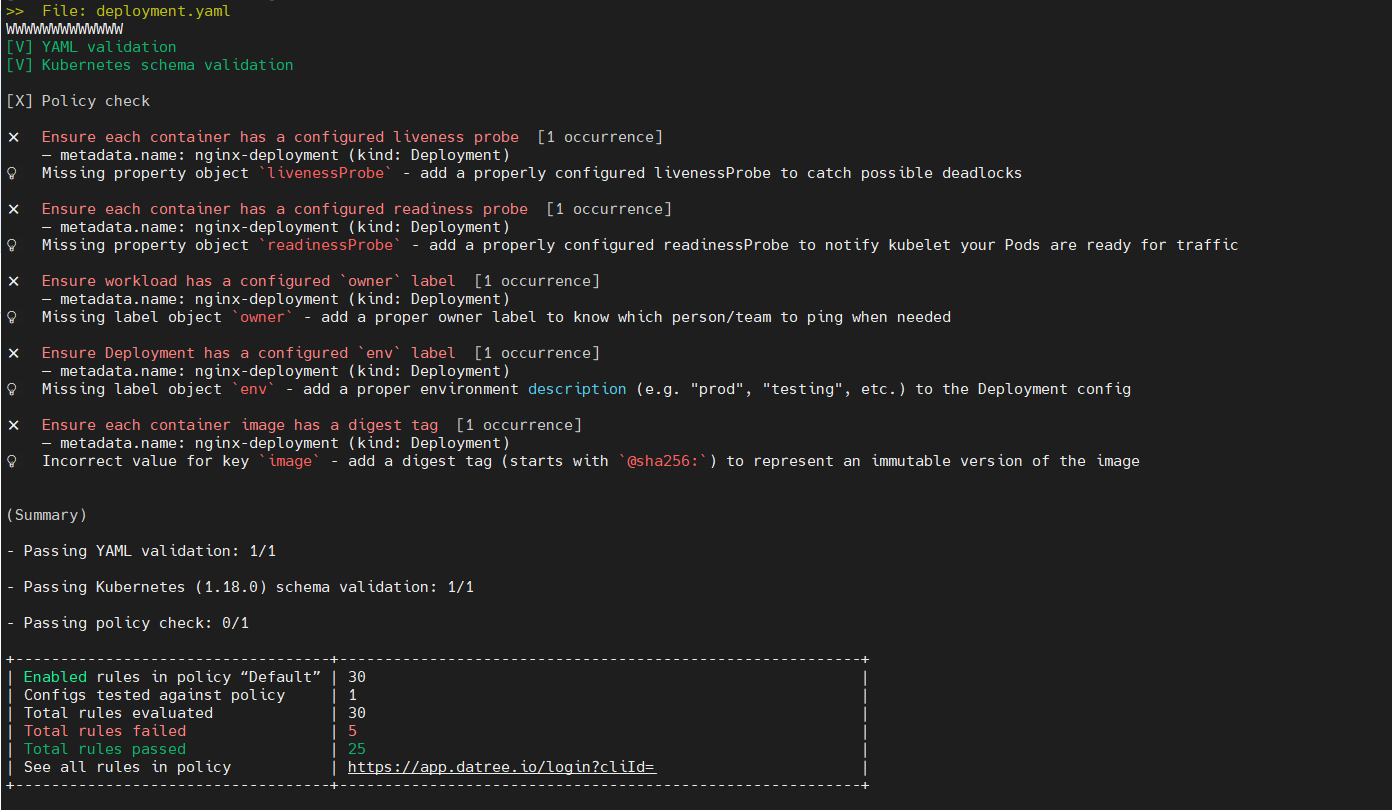 >>  File: deployment.yaml
WWWWWWWWWWWWW
[V] YAML validation
[V] Kubernetes schema validation
[X] Policy check
❌  Ensure each container has a configured liveness probe  [1 occurrence]
— metadata.name: nginx-deployment (kind: Deployment)
💡  Missing property object `livenessProbe` - add a properly configured livenessProbe to catch possible deadlocks
❌  Ensure each container has a configured readiness probe  [1 occurrence]
— metadata.name: nginx-deployment (kind: Deployment)
💡  Missing property object `readinessProbe` - add a properly configured readinessProbe to notify kubelet your Pods are ready for traffic
❌  Ensure workload has a configured `owner` label  [1 occurrence]
— metadata.name: nginx-deployment (kind: Deployment)
💡  Missing label object `owner` - add a proper owner label to know which person/team to ping when needed
❌  Ensure Deployment has a configured `env` label  [1 occurrence]
— metadata.name: nginx-deployment (kind: Deployment)
💡  Missing label object `env` - add a proper environment description (e.g. "prod", "testing", etc.) to the Deployment config
❌  Ensure each container image has a digest tag  [1 occurrence]
— metadata.name: nginx-deployment (kind: Deployment)
💡  Incorrect value for key `image` - add a digest tag (starts with `@sha256:`) to represent an immutable version of the image
(Summary)
- Passing YAML validation: 1/1
- Passing Kubernetes (1.18.0) schema validation: 1/1
- Passing policy check: 0/1
+-----------------------------------+----------------------------------------------------------+
| Enabled rules in policy “Default” | 30                                                       |
| Configs tested against policy     | 1                                                        |
| Total rules evaluated             | 30                                                       |
| Total rules failed                | 5                                                        |
| Total rules passed                | 25                                                       |
| See all rules in policy           | https://app.datree.io/login?cliId=                       |
+-----------------------------------+----------------------------------------------------------+